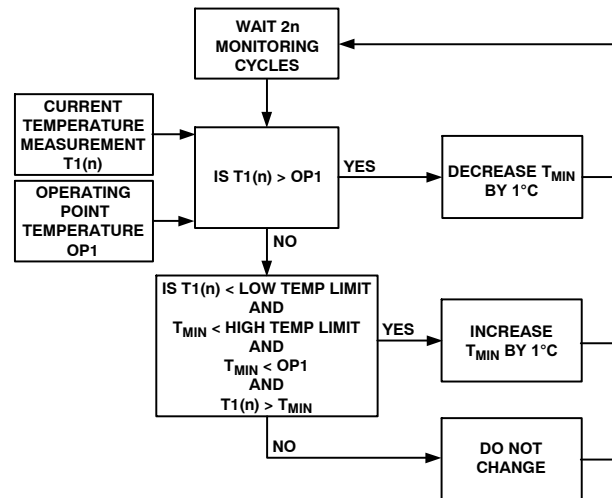 WAIT 2n
MONITORING
CYCLES
CURRENT
TEMPERATURE
MEASUREMENT
T1(n)
IS T1(n) > OP1
YES
DECREASE TMIN
BY 1°C
OPERATING
POINT
TEMPERATURE
OP1
NO
IS T1(n) < LOW TEMP LIMIT
AND
TMIN < HIGH TEMP LIMIT
AND
TMIN < OP1
AND
T1(n) > TMIN
YES
INCREASE
TMIN BY 1°C
NO
DO NOT
CHANGE